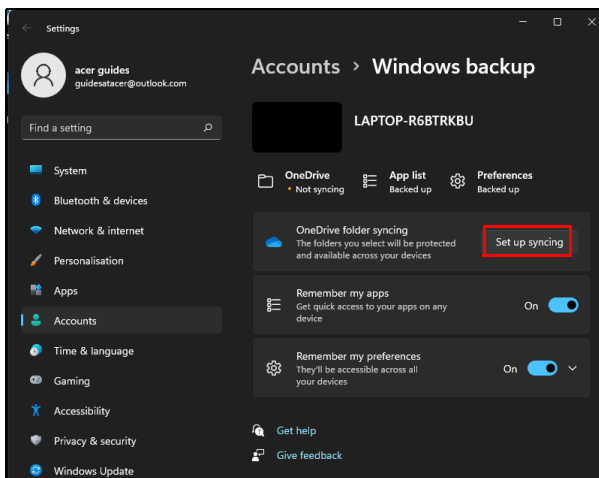 Settings
acer guides
guidesatacer@outlook.com
Find a setting
System
Bluetooth & devices
Network & internet
Personalisation
Apps
Accounts
Time & language
Gaming
Accessibility
Privacy & security
Windows Update
Accounts > Windows backup
LAPTOP-R6BTRKBU
OneDrive
• Not syncing
App list
Backed up
Preferences
Backed up
OneDrive folder syncing
The folders you select will be protected
and available across your devices
Set up syncing
Remember my apps
Get quick access to your apps on any
device
On
Remember my preferences
They'll be accessible across all
your devices
On
Get help
Give feedback